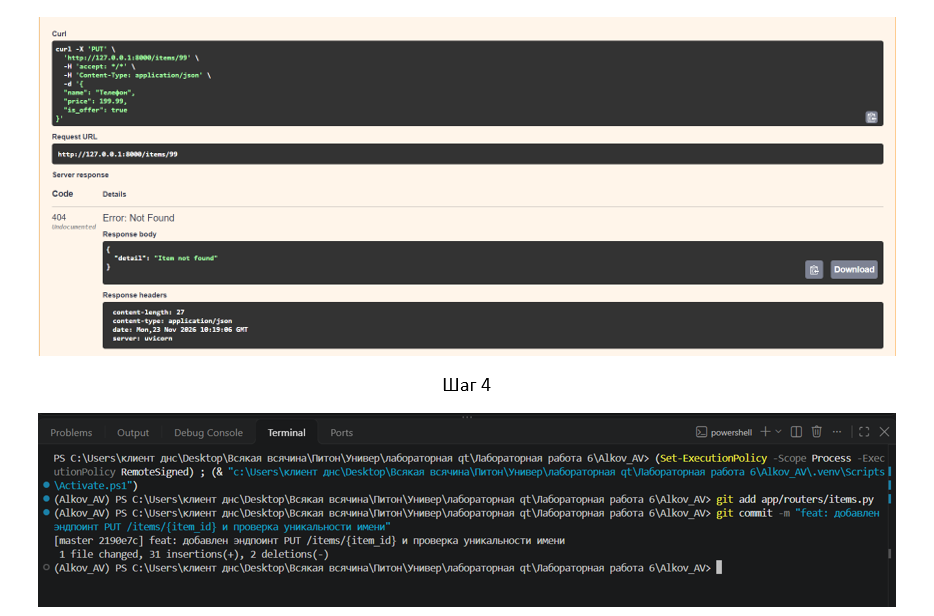 Curl
curl -X 'PUT' \
'http://127.0.0.1:8000/items/99' \
-H 'accept: */*' \
-H 'Content-Type: application/json' \
-d '{
"name": "Телефон",
"price": 199.99,
"is_offer": true
}'
Request URL
http://127.0.0.1:8000/items/99
Server response
Code Details
404 Error: Not Found
Undocumented
Response body
{
"detail": "Item not found"
}
Download
Response headers
content-length: 27
content-type: application/json
date: Mon,23 Nov 2026 10:19:06 GMT
server: uvicorn
Шаг 4
Problems Output Debug Console Terminal Ports powershell
PS C:\Users\клиент днс\Desktop\Всякая всячина\Питон\Универ\лабораторная qt\Лабораторная работа 6\Alkov_AV> (Set-ExecutionPolicy -Scope Process -Exec
utionPolicy RemoteSigned) ; (& "c:\Users\клиент днс\Desktop\Всякая всячина\Питон\Универ\лабораторная qt\Лабораторная работа 6\Alkov_AV\.venv\Scripts
\Activate.ps1")
(Alkov_AV) PS C:\Users\клиент днс\Desktop\Всякая всячина\Питон\Универ\лабораторная qt\Лабораторная работа 6\Alkov_AV> git add app/routers/items.py
(Alkov_AV) PS C:\Users\клиент днс\Desktop\Всякая всячина\Питон\Универ\лабораторная qt\Лабораторная работа 6\Alkov_AV> git commit -m "feat: добавлен
эндпоинт PUT /items/{item_id} и проверка уникальности имени"
[master 2190e7c] feat: добавлен эндпоинт PUT /items/{item_id} и проверка уникальности имени
1 file changed, 31 insertions(+), 2 deletions(-)
(Alkov_AV) PS C:\Users\клиент днс\Desktop\Всякая всячина\Питон\Универ\лабораторная qt\Лабораторная работа 6\Alkov_AV>